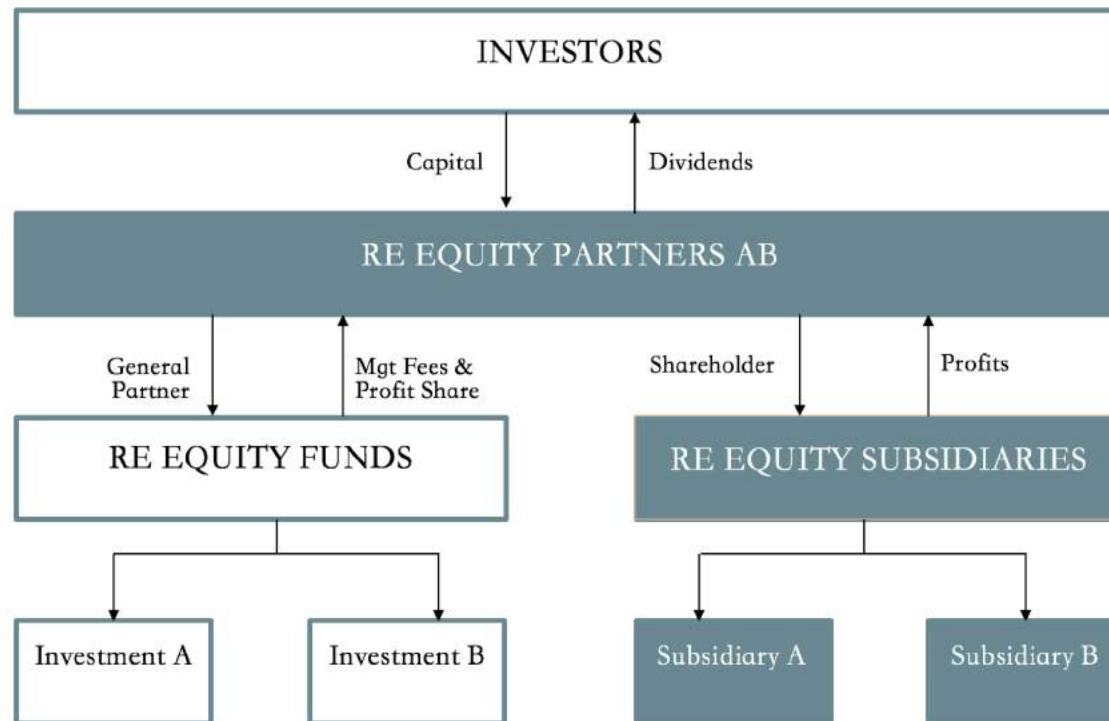 INVESTORS
Capital
Dividends
RE EQUITY PARTNERS AB
General
Partner
Mgt Fees &
Profit Share
Shareholder
Profits
RE EQUITY FUNDS
RE EQUITY SUBSIDIARIES
Investment A
Investment B
Subsidiary A
Subsidiary B